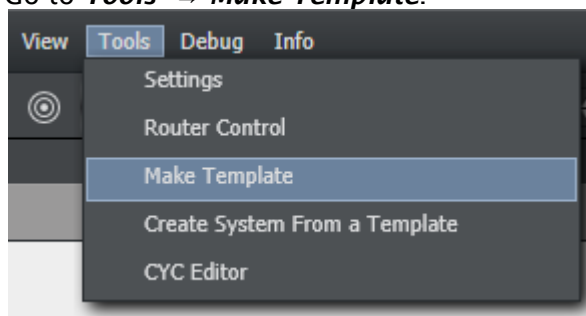 Go to Tools → Make Template.
View Tools Debug Info
Settings
Router Control
Make Template
Create System From a Template
CYC Editor